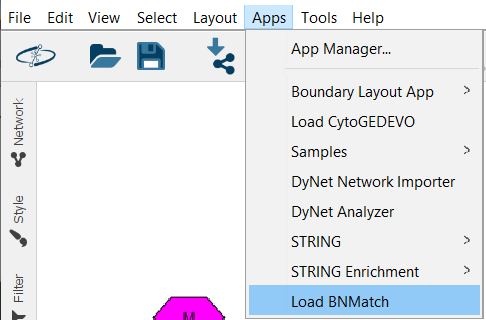 File Edit View Select Layout Apps Tools Help
App Manager...
Boundary Layout App >
Load CytoGEDEVO
Samples >
DyNet Network Importer
DyNet Analyzer
STRING >
STRING Enrichment >
Load BNMatch
Network
Style
Filter
M